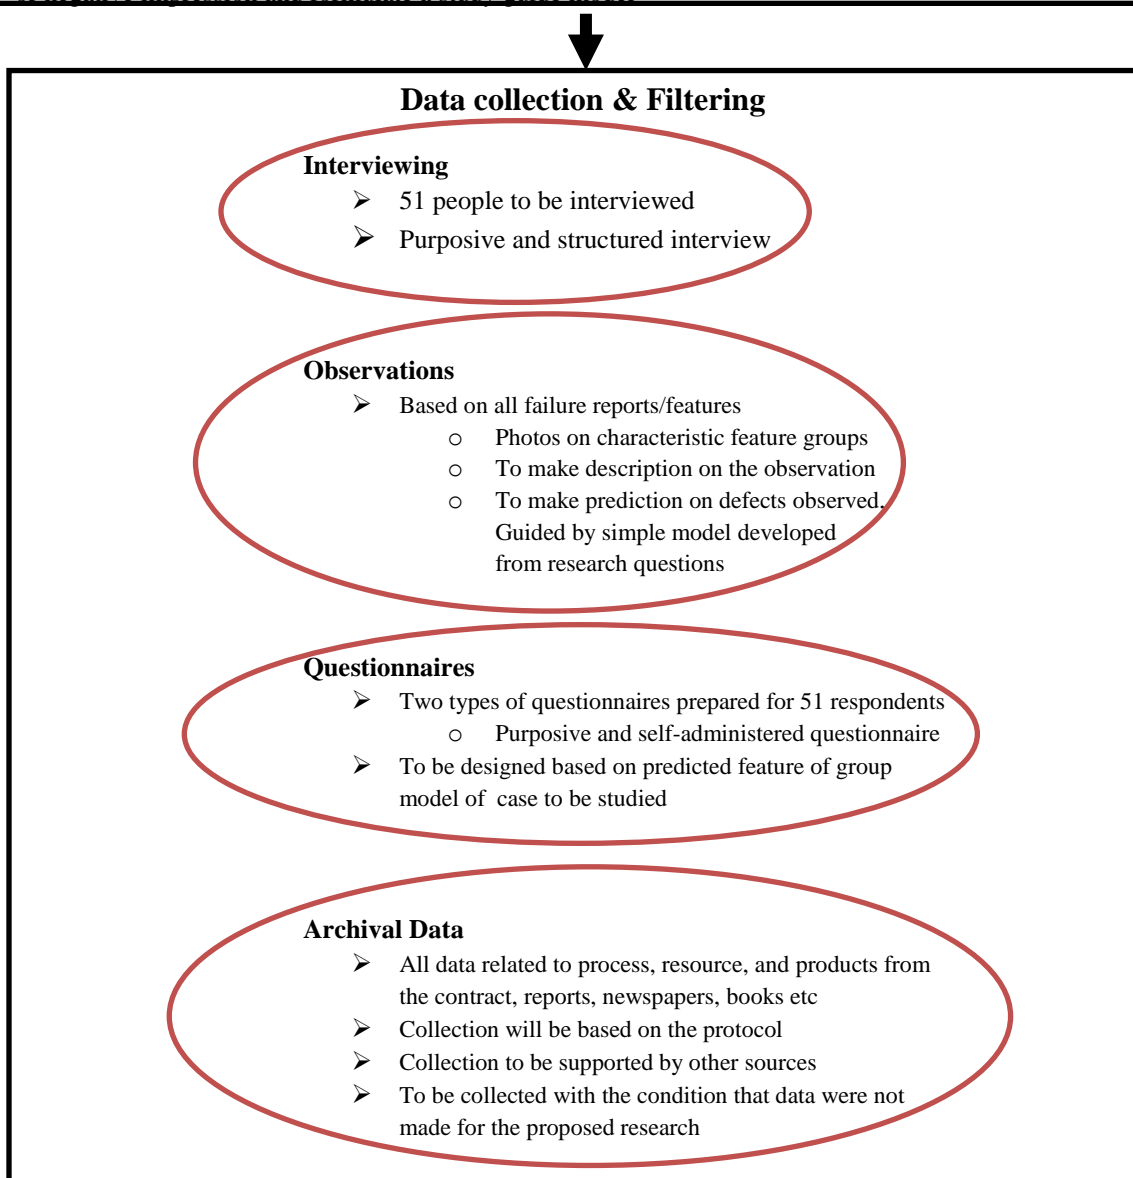 Data collection & Filtering
Interviewing
➢ 51 people to be interviewed
➢ Purposive and structured interview
Observations
➢ Based on all failure reports/features
o Photos on characteristic feature groups
o To make description on the observation
o To make prediction on defects observed.
Guided by simple model developed
from research questions
Questionnaires
➢ Two types of questionnaires prepared for 51 respondents
o Purposive and self-administered questionnaire
➢ To be designed based on predicted feature of group
model of case to be studied
Archival Data
➢ All data related to process, resource, and products from
the contract, reports, newspapers, books etc
➢ Collection will be based on the protocol
➢ Collection to be supported by other sources
➢ To be collected with the condition that data were not
made for the proposed research